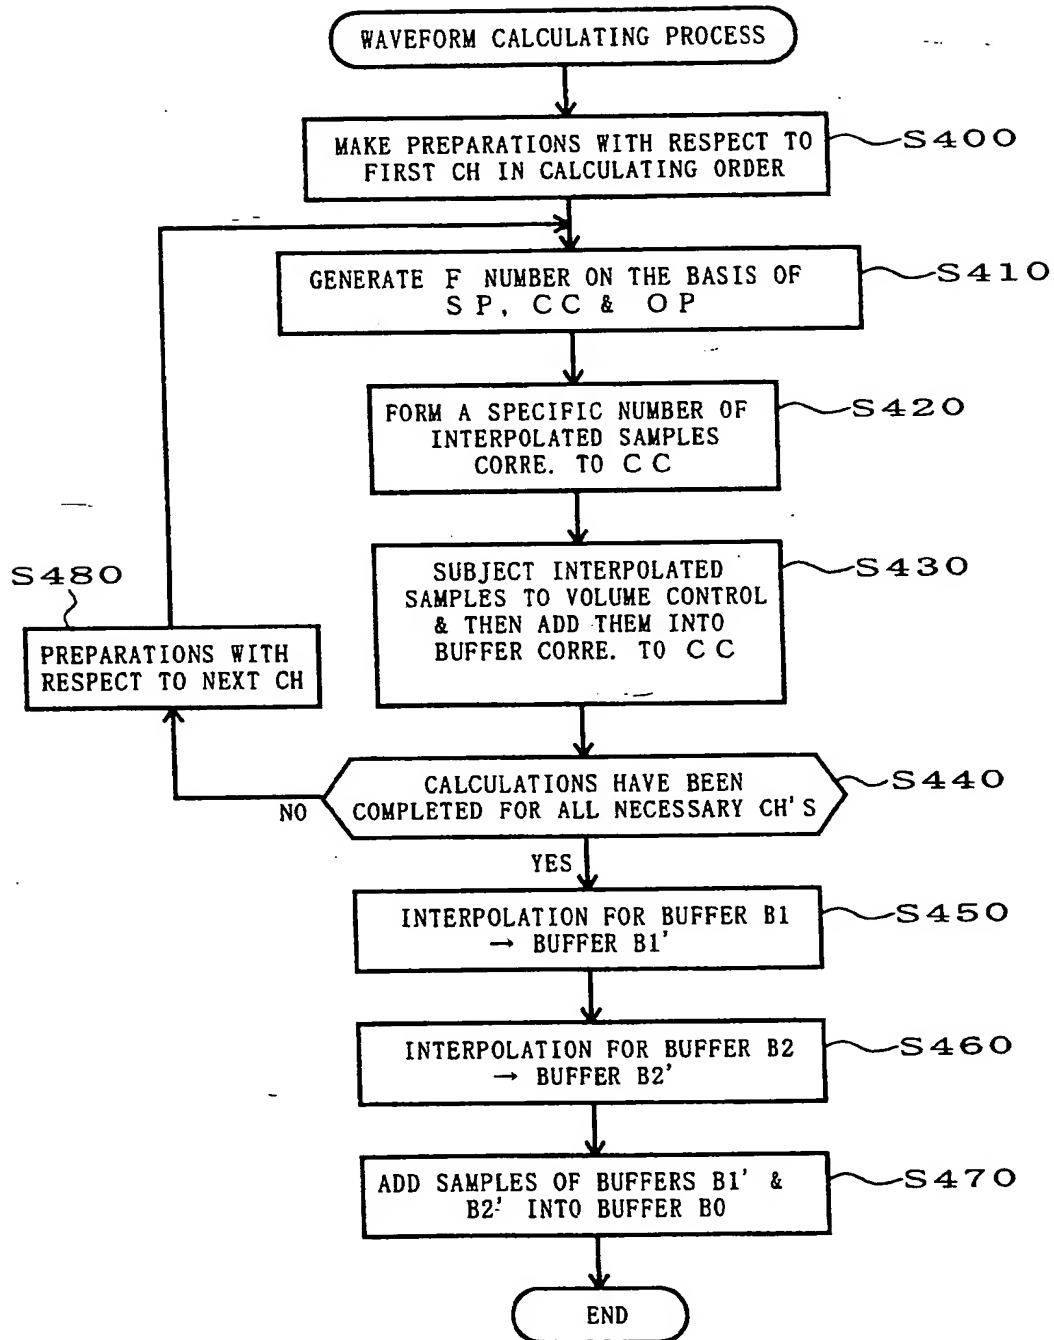 WAVEFORM CALCULATING PROCESS
MAKE PREPARATIONS WITH RESPECT TO
FIRST CH IN CALCULATING ORDER
S400
GENERATE F NUMBER ON THE BASIS OF
SP, CC & OP
S410
FORM A SPECIFIC NUMBER OF
INTERPOLATED SAMPLES
CORRE. TO CC
S420
SUBJECT INTERPOLATED
SAMPLES TO VOLUME CONTROL
& THEN ADD THEM INTO
BUFFER CORRE. TO CC
S430
S480
PREPARATIONS WITH
RESPECT TO NEXT CH
CALCULATIONS HAVE BEEN
COMPLETED FOR ALL NECESSARY CH'S
S440
NO
YES
INTERPOLATION FOR BUFFER B1
→ BUFFER B1'
S450
INTERPOLATION FOR BUFFER B2
→ BUFFER B2'
S460
ADD SAMPLES OF BUFFERS B1' &
B2' INTO BUFFER B0
S470
END